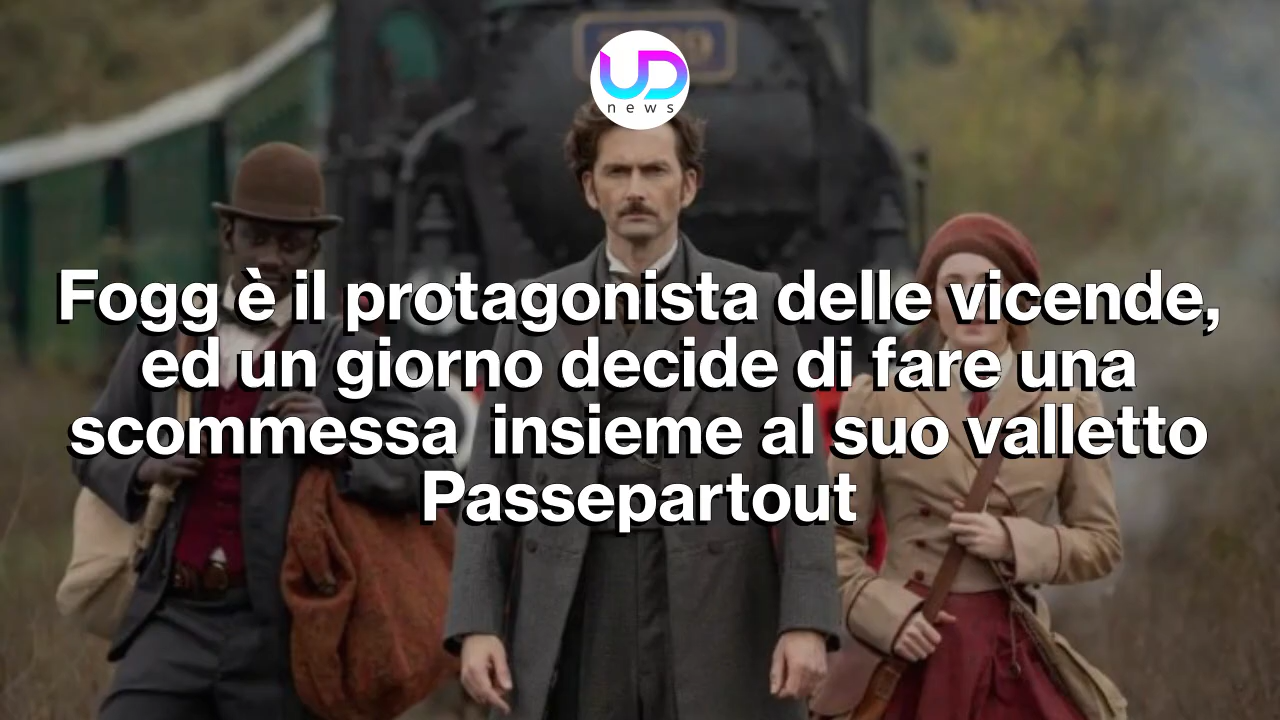 UD
news
Fogg è il protagonista delle vicende,
ed un giorno decide di fare una
scommessa  insieme al suo valletto
Passepartout